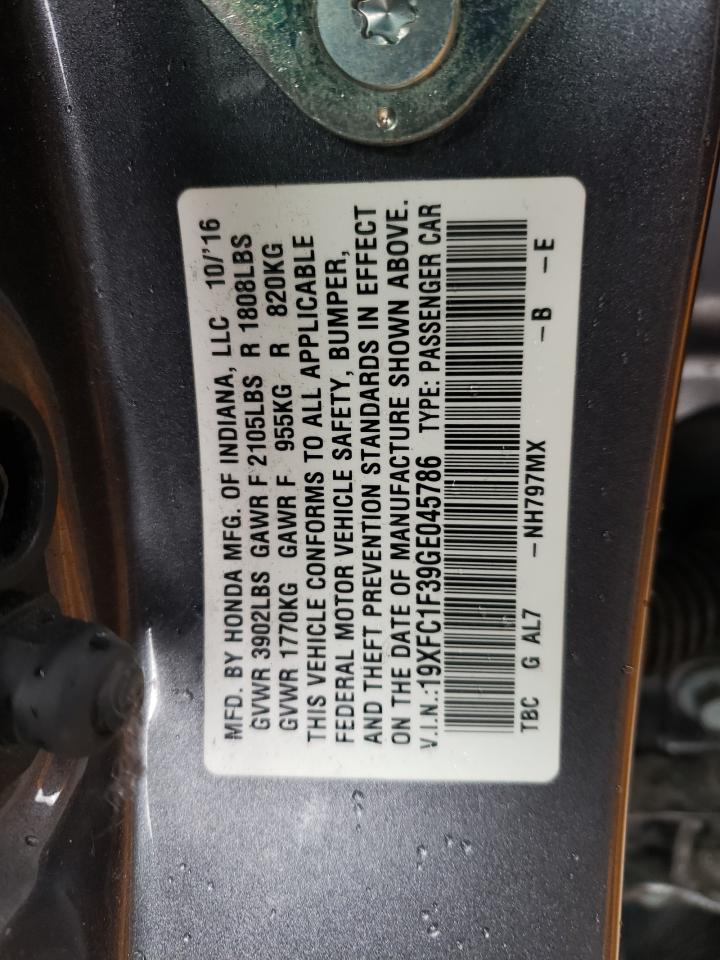 MFD. BY HONDA MFG. OF INDIANA, LLC 10/'16
GVWR 3902LBS GAWR F 2105LBS R 1808LBS
GVWR 1770KG GAWR F 955KG R 820KG
THIS VEHICLE CONFORMS TO ALL APPLICABLE
FEDERAL MOTOR VEHICLE SAFETY, BUMPER,
AND THEFT PREVENTION STANDARDS IN EFFECT
ON THE DATE OF MANUFACTURE SHOWN ABOVE.
V.I.N.:19XFC1F39GE045786 TYPE: PASSENGER CAR
TBC G AL7 -NH797MX -B -E